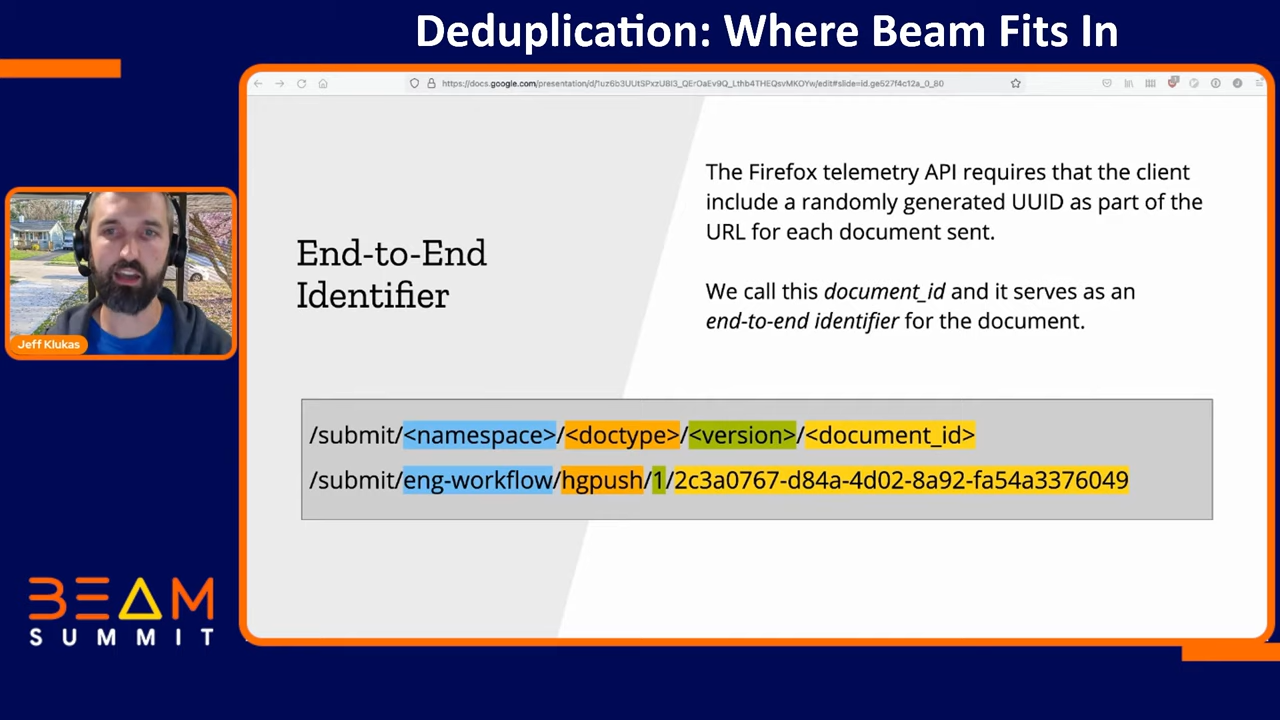 Deduplication: Where Beam Fits In
End-to-End
Identifier
The Firefox telemetry API requires that the client
include a randomly generated UUID as part of the
URL for each document sent.
We call this document_id and it serves as an
end-to-end identifier for the document.
/submit/<namespace>/<doctype>/<version>/<document_id>
/submit/eng-workflow/hgpush/1/2c3a0767-d84a-4d02-8a92-fa54a3376049
Jeff Klukas
BEAM
SUMMIT